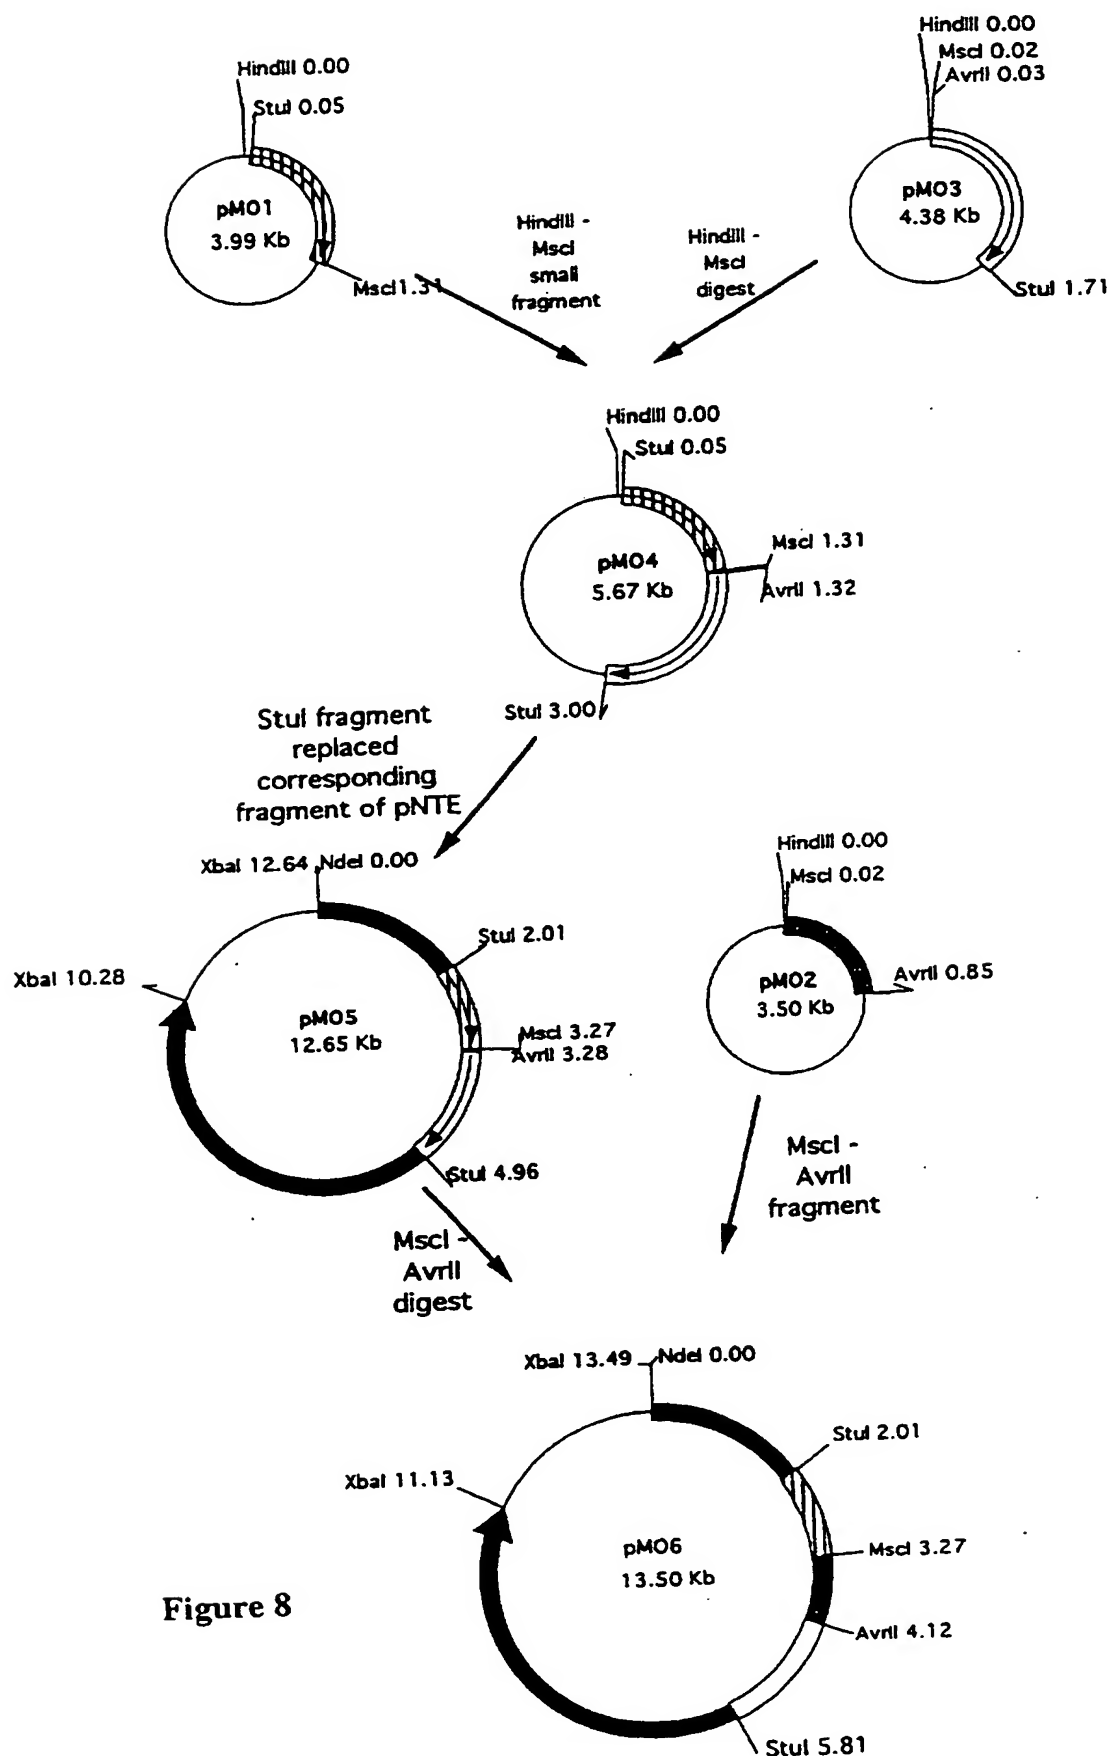 HindIII 0.00
StuI 0.05
pMO1
3.99 Kb
MscI 1.31
HindIII -
MscI
small
fragment
HindIII -
MscI
digest
HindIII 0.00
MscI 0.02
AvrII 0.03
pMO3
4.38 Kb
StuI 1.71
HindIII 0.00
StuI 0.05
pMO4
5.67 Kb
MscI 1.31
AvrII 1.32
StuI 3.00
StuI fragment
replaced
corresponding
fragment of pNTE
XbaI 12.64
NdeI 0.00
StuI 2.01
XbaI 10.28
pMO5
12.65 Kb
MscI 3.27
AvrII 3.28
StuI 4.96
HindIII 0.00
MscI 0.02
pMO2
3.50 Kb
AvrII 0.85
MscI -
AvrII
digest
MscI -
AvrII
fragment
XbaI 13.49
NdeI 0.00
StuI 2.01
XbaI 11.13
pMO6
13.50 Kb
MscI 3.27
AvrII 4.12
StuI 5.81
Figure 8